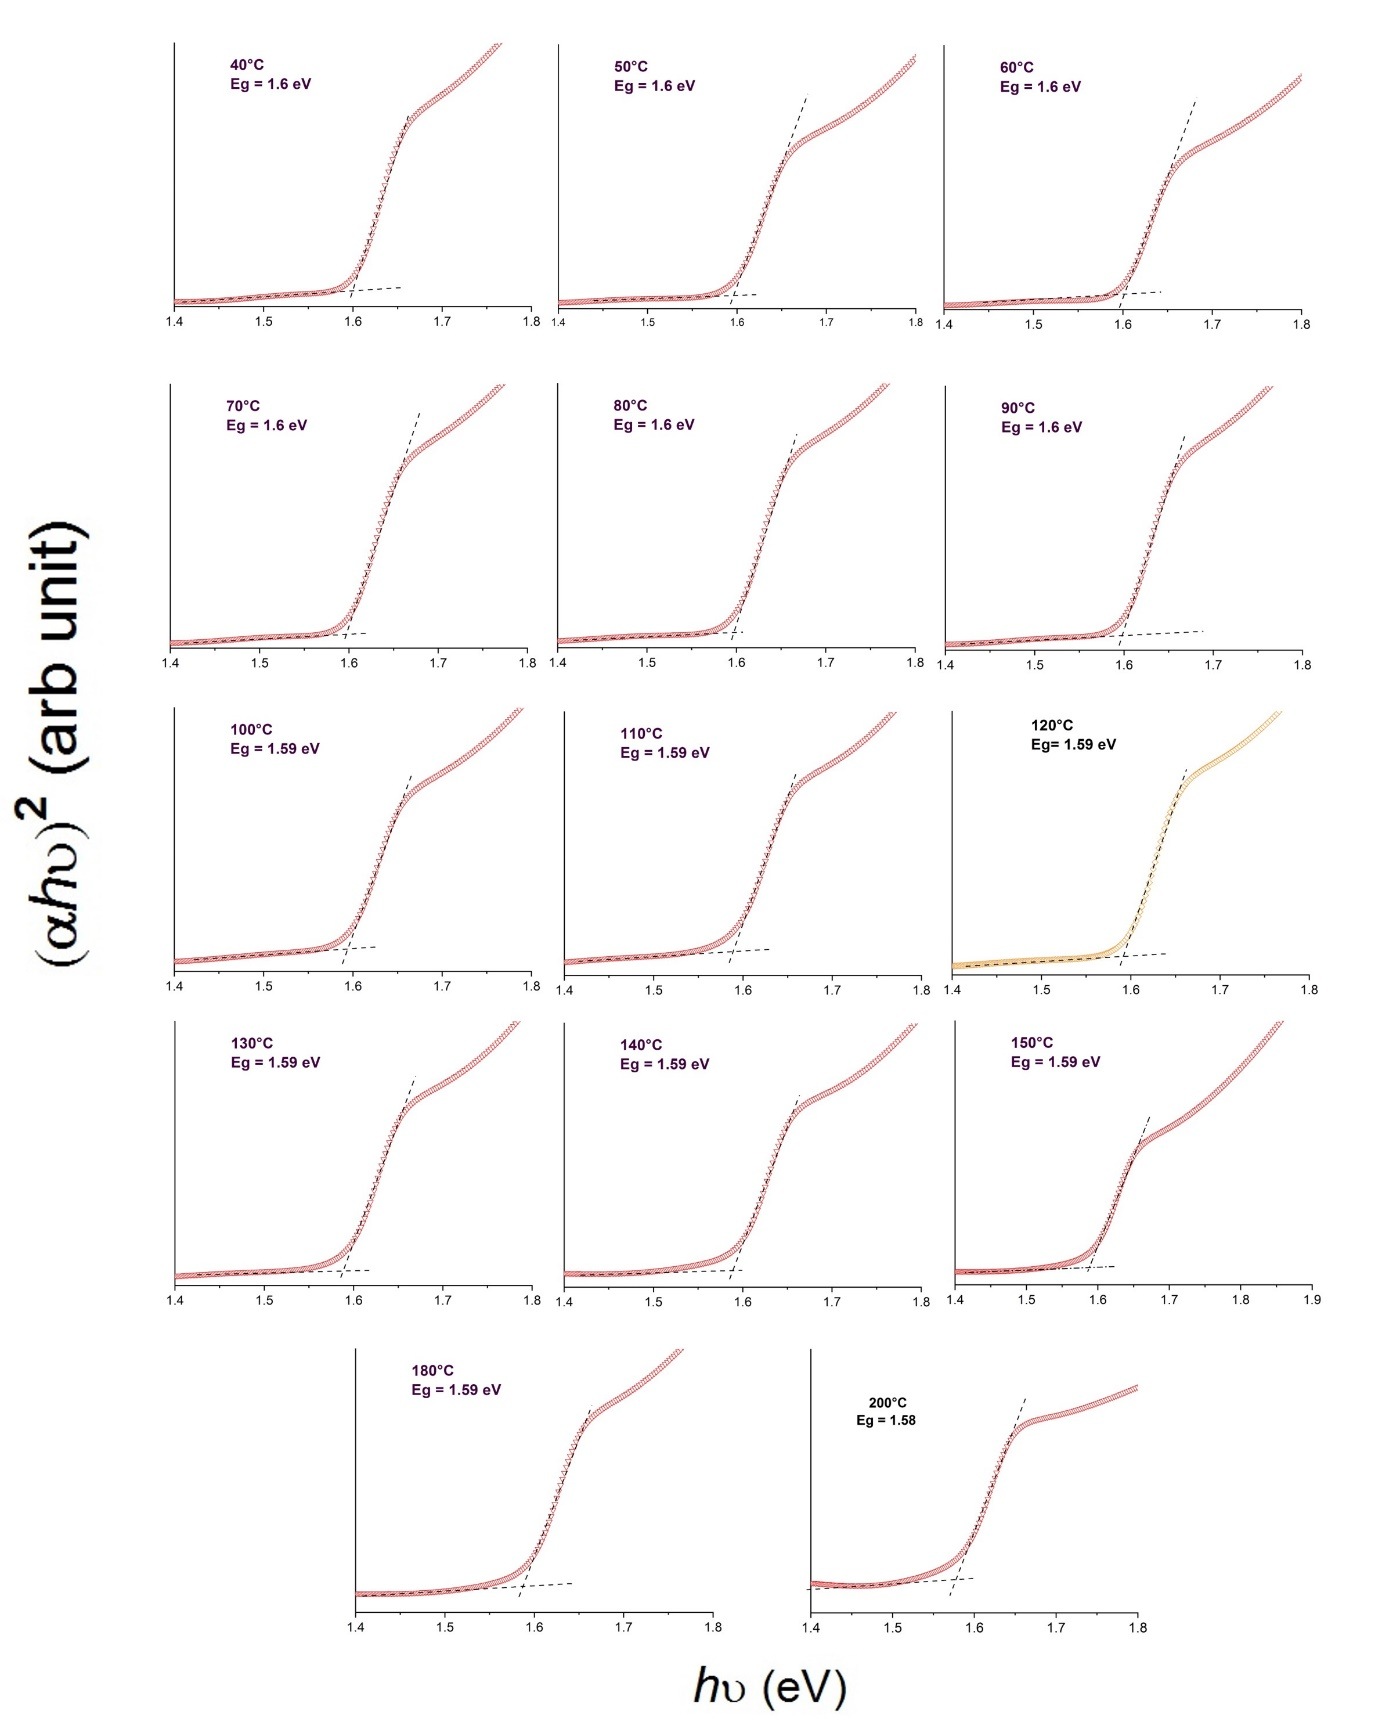 40°C
Eg = 1.6 eV
1.4 1.5 1.6 1.7 1.8
50°C
Eg = 1.6 eV
1.4 1.5 1.6 1.7 1.8
60°C
Eg = 1.6 eV
1.4 1.5 1.6 1.7 1.8
70°C
Eg = 1.6 eV
1.4 1.5 1.6 1.7 1.8
80°C
Eg = 1.6 eV
1.4 1.5 1.6 1.7 1.8
90°C
Eg = 1.6 eV
1.4 1.5 1.6 1.7 1.8
(αhυ)² (arb unit)
100°C
Eg = 1.59 eV
1.4 1.5 1.6 1.7 1.8
110°C
Eg = 1.59 eV
1.4 1.5 1.6 1.7 1.8
120°C
Eg= 1.59 eV
1.4 1.5 1.6 1.7 1.8
130°C
Eg = 1.59 eV
1.4 1.5 1.6 1.7 1.8
140°C
Eg = 1.59 eV
1.4 1.5 1.6 1.7 1.8
150°C
Eg = 1.59 eV
1.4 1.5 1.6 1.7 1.8 1.9
180°C
Eg = 1.59 eV
1.4 1.5 1.6 1.7 1.8
200°C
Eg = 1.58
1.4 1.5 1.6 1.7 1.8
hυ (eV)